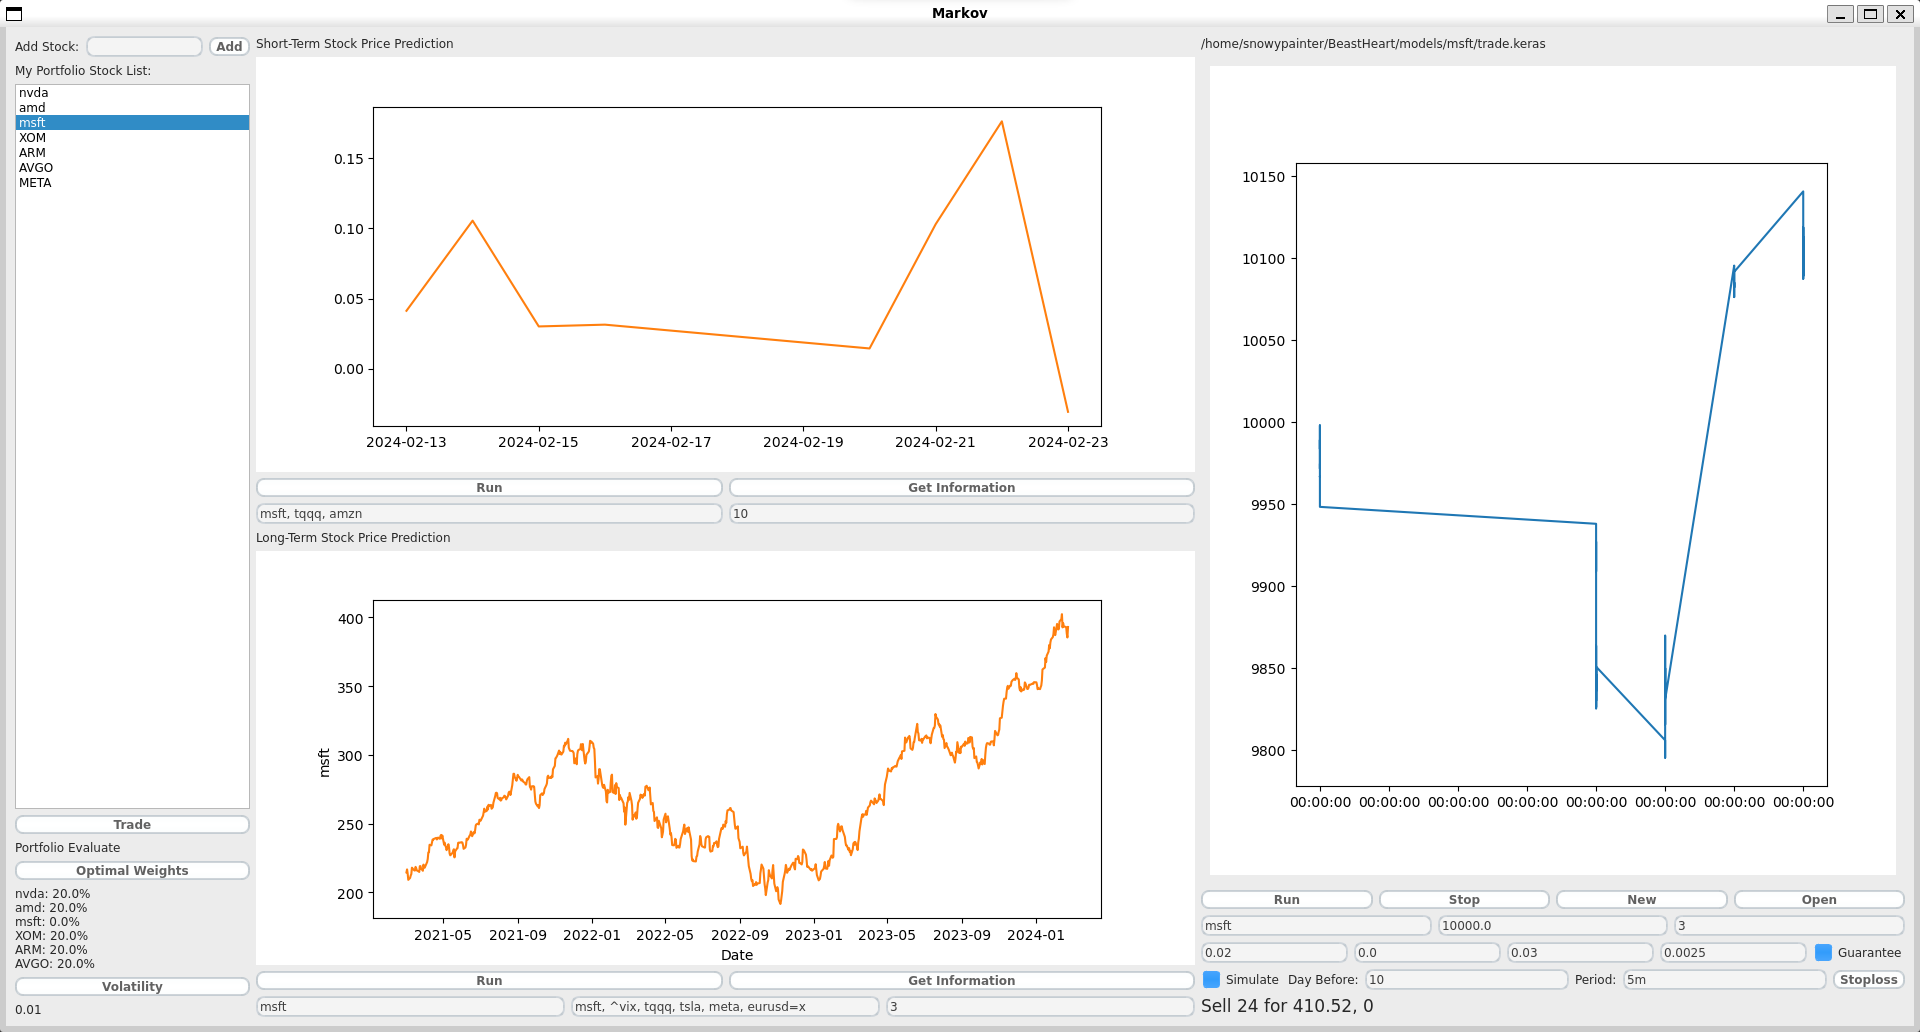 Markov
Add Stock:
Add
My Portfolio Stock List:
nvda
amd
msft
XOM
ARM
AVGO
META
Trade
Portfolio Evaluate
Optimal Weights
nvda: 20.0%
amd: 20.0%
msft: 0.0%
XOM: 20.0%
ARM: 20.0%
AVGO: 20.0%
Volatility
0.01
Short-Term Stock Price Prediction
0.15
0.10
0.05
0.00
2024-02-13 2024-02-15 2024-02-17 2024-02-19 2024-02-21 2024-02-23
Run Get Information
msft, tqqq, amzn 10
Long-Term Stock Price Prediction
400
350
300
250
200
msft
2021-05 2021-09 2022-01 2022-05 2022-09 2023-01 2023-05 2023-09 2024-01
Date
Run Get Information
msft msft, ^vix, tqqq, tsla, meta, eurusd=x 3
/home/snowypainter/BeastHeart/models/msft/trade.keras
10150
10100
10050
10000
9950
9900
9850
9800
00:00:00 00:00:00 00:00:00 00:00:00 00:00:00 00:00:00 00:00:00 00:00:00
Run Stop New Open
msft 10000.0 3
0.02 0.0 0.03 0.0025 Guarantee
Simulate Day Before: 10 Period: 5m Stoploss
Sell 24 for 410.52, 0